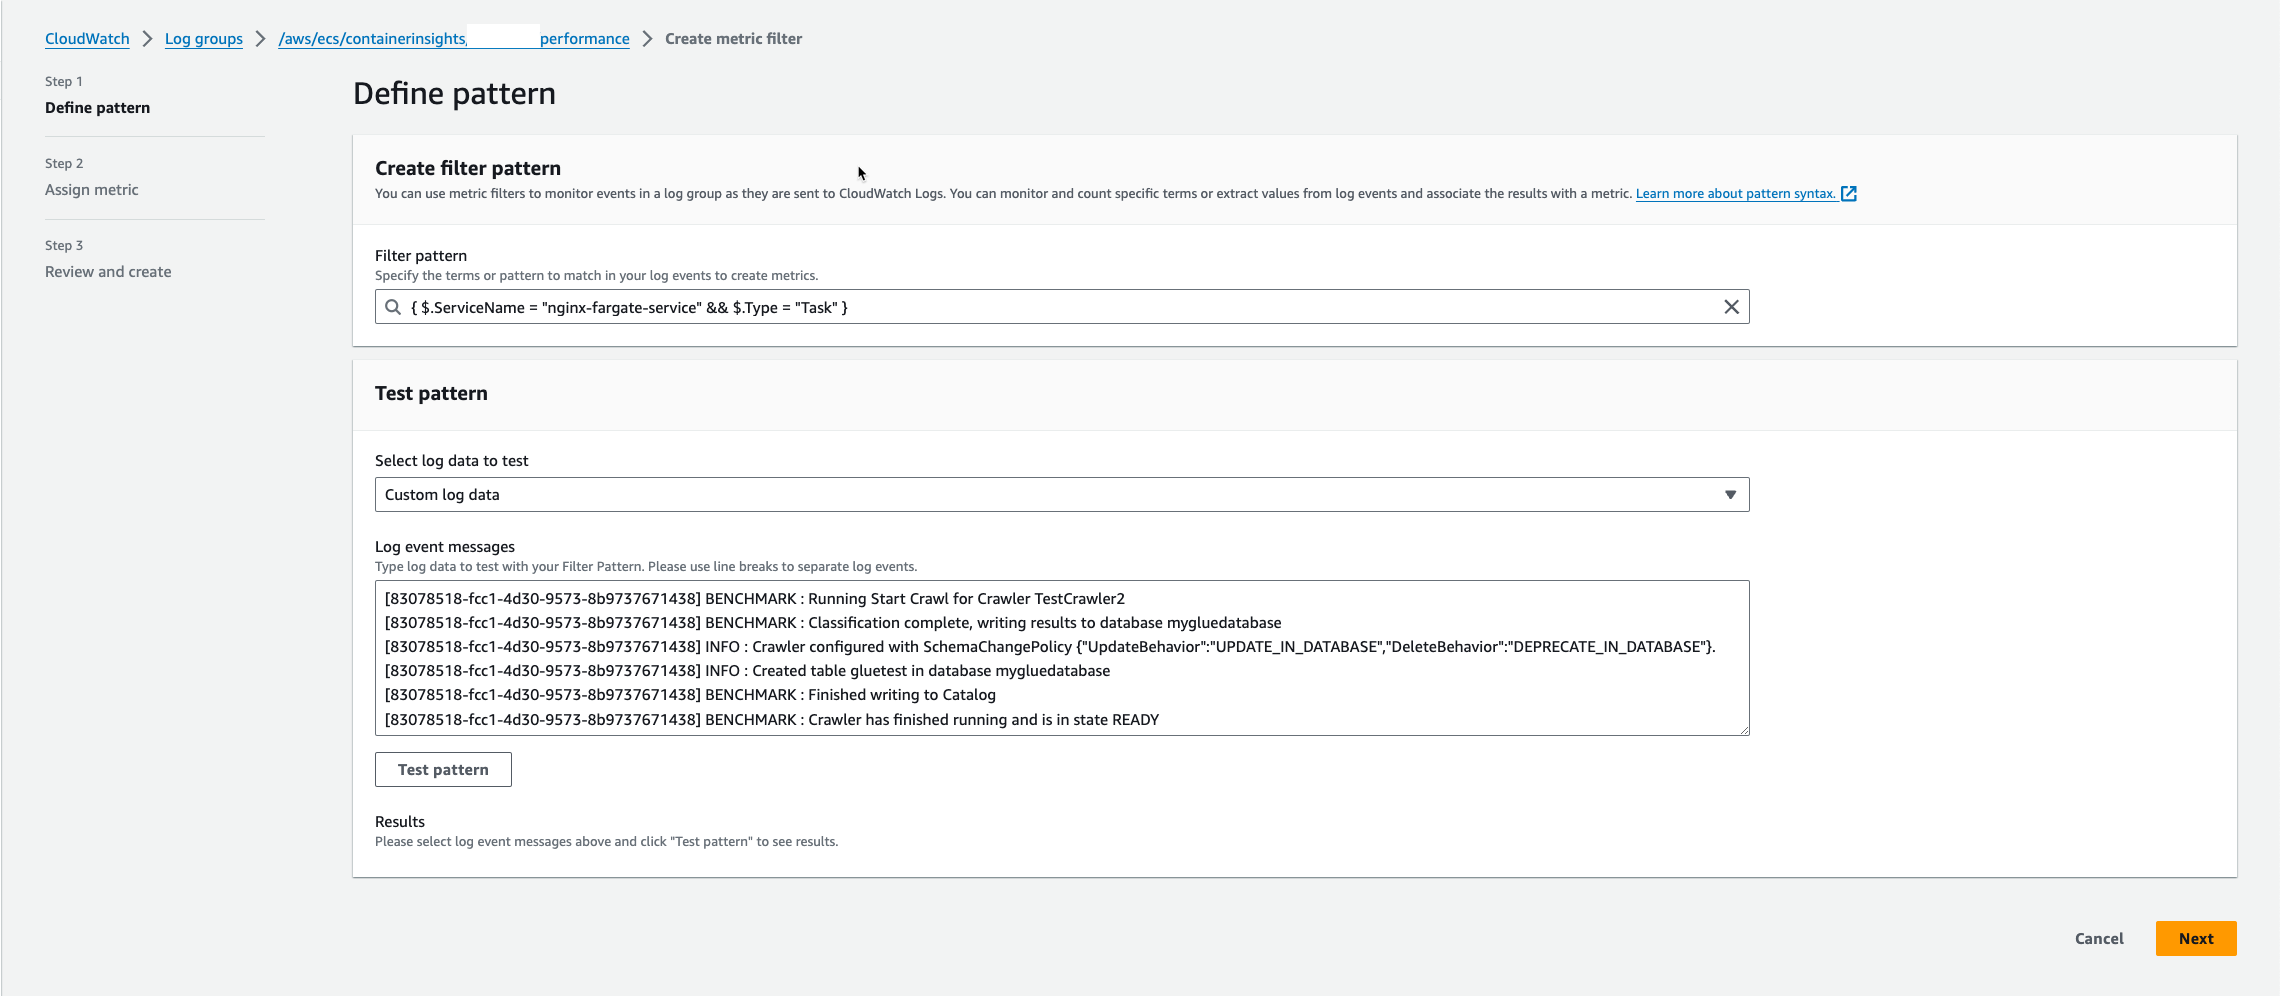 CloudWatch > Log groups > /aws/ecs/containerinsights/ performance > Create metric filter
Step 1
Define pattern
Step 2
Assign metric
Step 3
Review and create
Define pattern
Create filter pattern
You can use metric filters to monitor events in a log group as they are sent to CloudWatch Logs. You can monitor and count specific terms or extract values from log events and associate the results with a metric. Learn more about pattern syntax.
Filter pattern
Specify the terms or pattern to match in your log events to create metrics.
{ $.ServiceName = "nginx-fargate-service" && $.Type = "Task" }
Test pattern
Select log data to test
Custom log data
Log event messages
Type log data to test with your Filter Pattern. Please use line breaks to separate log events.
[83078518-fcc1-4d30-9573-8b9737671438] BENCHMARK : Running Start Crawl for Crawler TestCrawler2
[83078518-fcc1-4d30-9573-8b9737671438] BENCHMARK : Classification complete, writing results to database mygluedatabase
[83078518-fcc1-4d30-9573-8b9737671438] INFO : Crawler configured with SchemaChangePolicy {"UpdateBehavior":"UPDATE_IN_DATABASE","DeleteBehavior":"DEPRECATE_IN_DATABASE"}.
[83078518-fcc1-4d30-9573-8b9737671438] INFO : Created table gluetest in database mygluedatabase
[83078518-fcc1-4d30-9573-8b9737671438] BENCHMARK : Finished writing to Catalog
[83078518-fcc1-4d30-9573-8b9737671438] BENCHMARK : Crawler has finished running and is in state READY
Test pattern
Results
Please select log event messages above and click "Test pattern" to see results.
Cancel
Next